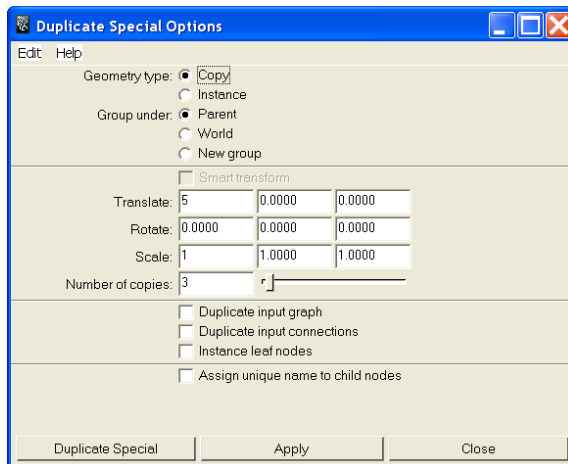 Duplicate Special Options
Edit Help
Geometry type: Copy
Instance
Group under: Parent
World
New group
Smart transform
Translate: 5 0.0000 0.0000
Rotate: 0.0000 0.0000 0.0000
Scale: 1 1.0000 1.0000
Number of copies: 3
Duplicate input graph
Duplicate input connections
Instance leaf nodes
Assign unique name to child nodes
Duplicate Special Apply Close